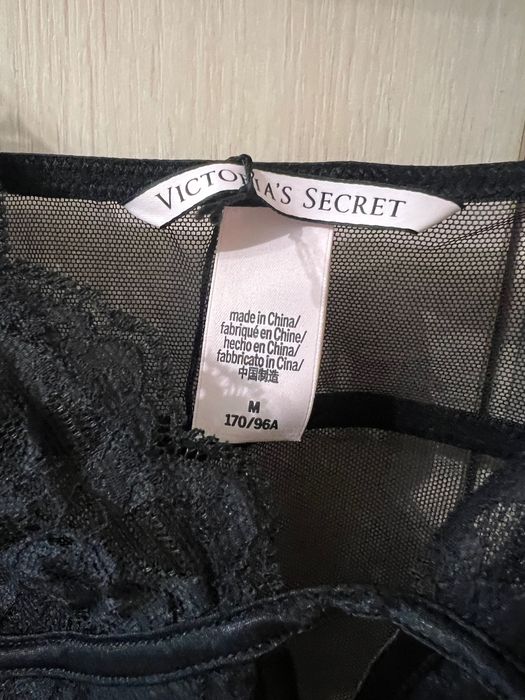 VICTORIA'S SECRET
made in China/
fabriqué en Chine/
hecho en China/
fabbricato in Cina/
中国制造
M
170/96A